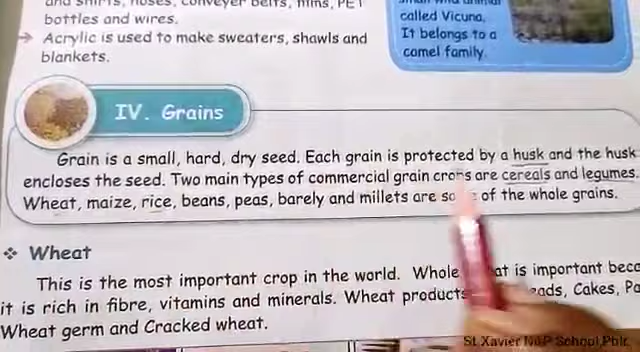 and shirts, hoses, conveyer belts, films, PET
bottles and wires.
Acrylic is used to make sweaters, shawls and
blankets.
small wild animal
called Vicuna.
It belongs to a
camel family.
IV. Grains
Grain is a small, hard, dry seed. Each grain is protected by a husk and the husk
encloses the seed. Two main types of commercial grain crops are cereals and legumes.
Wheat, maize, rice, beans, peas, barely and millets are of the whole grains.
Wheat
This is the most important crop in the world. Whole is important
it is rich in fibre, vitamins and minerals. Wheat products Cakes,
Wheat germ and Cracked wheat.
St.Xavier N&P School,Pblr.